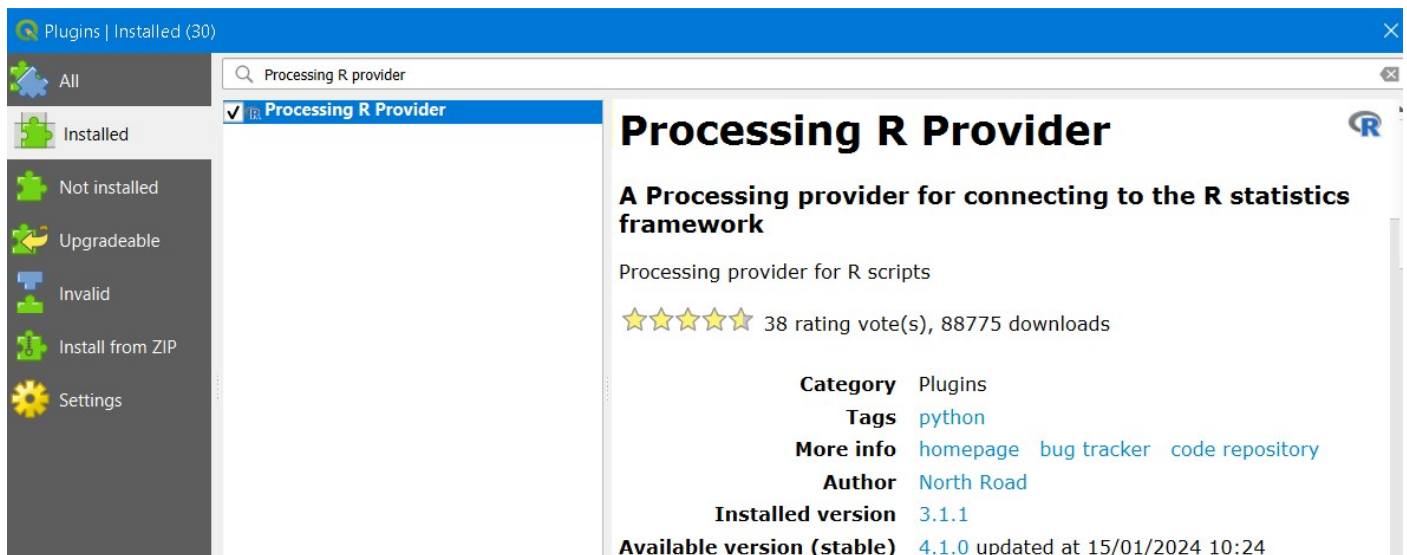 Plugins | Installed (30)
All
Installed
Not installed
Upgradeable
Invalid
Install from ZIP
Settings
Processing R provider
Processing R Provider
Processing R Provider
A Processing provider for connecting to the R statistics
framework
Processing provider for R scripts
38 rating vote(s), 88775 downloads
Category Plugins
Tags python
More info homepage bug tracker code repository
Author North Road
Installed version 3.1.1
Available version (stable) 4.1.0 updated at 15/01/2024 10:24